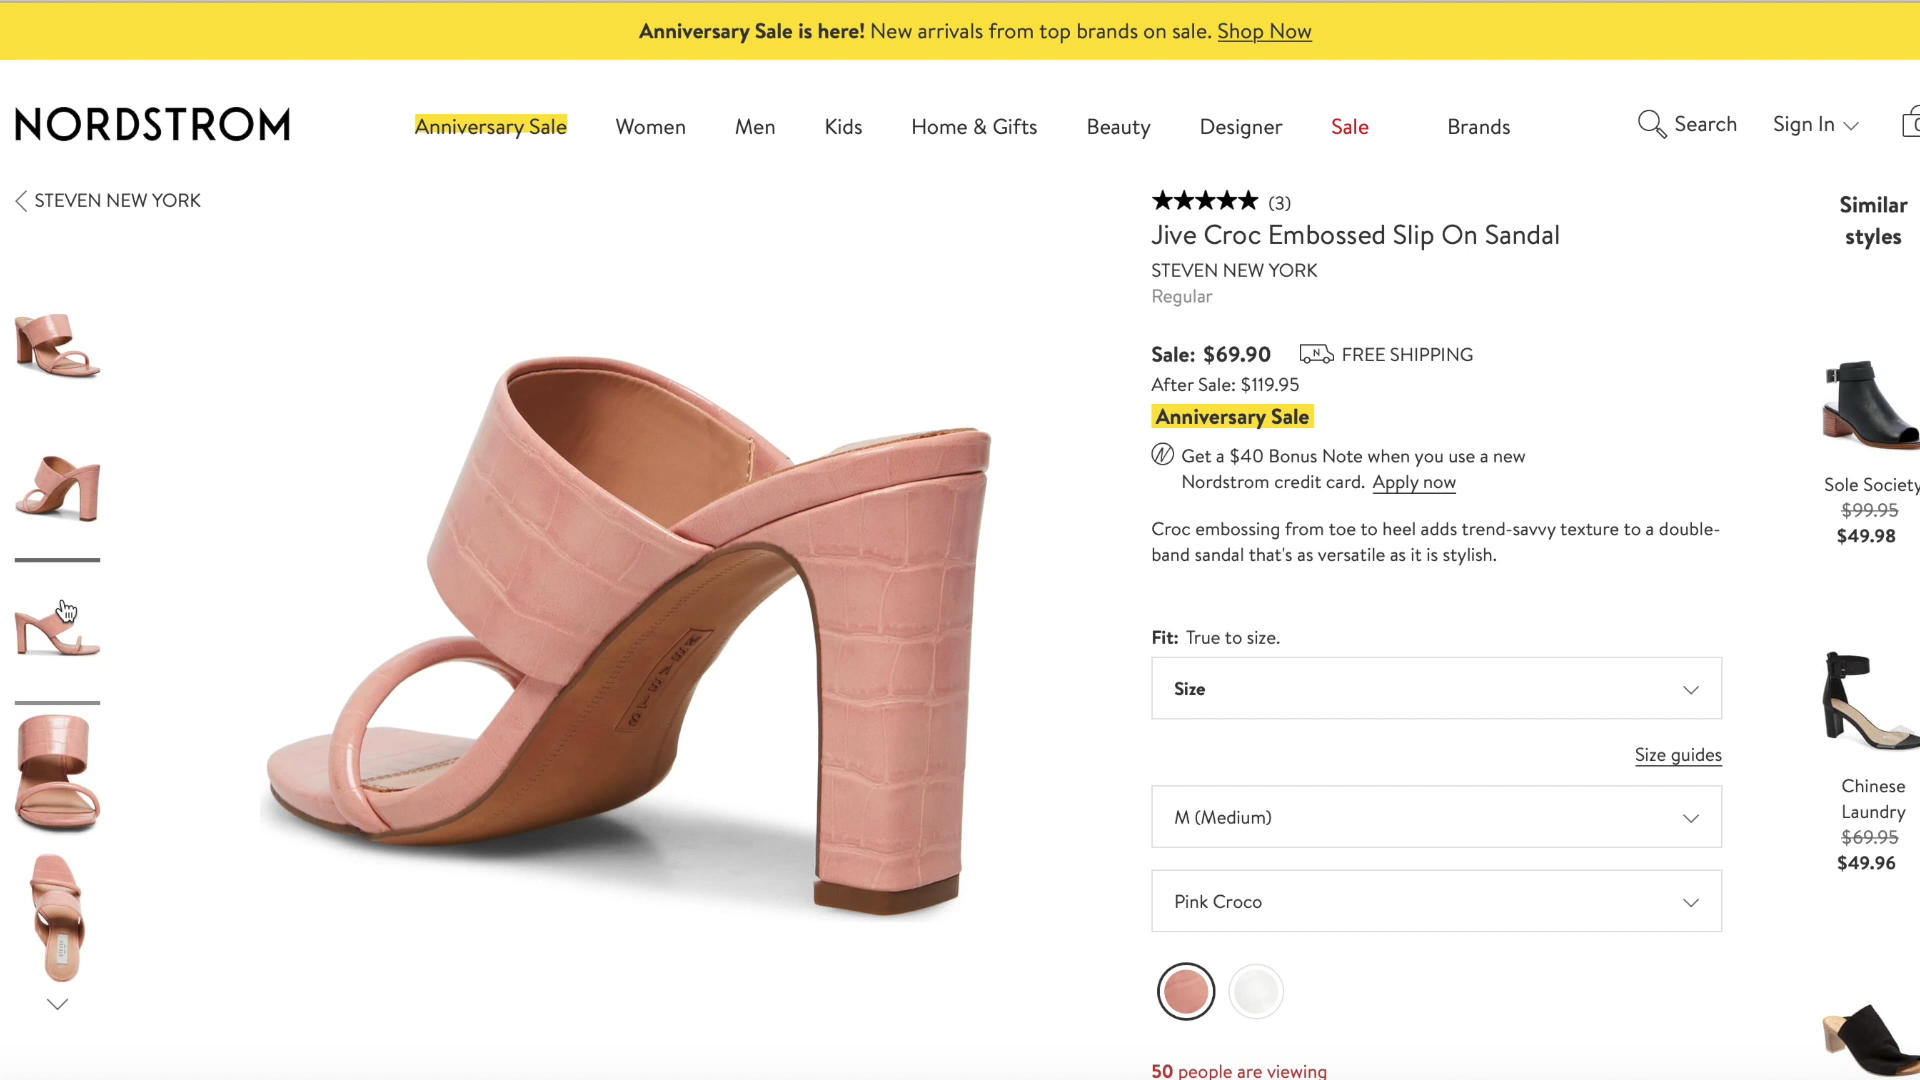 Anniversary Sale is here! New arrivals from top brands on sale. Shop Now
NORDSTROM
Anniversary Sale Women Men Kids Home & Gifts Beauty Designer Sale Brands
Search Sign In
STEVEN NEW YORK
(3)
Jive Croc Embossed Slip On Sandal
STEVEN NEW YORK
Regular
Sale: $69.90 FREE SHIPPING
After Sale: $119.95
Anniversary Sale
Get a $40 Bonus Note when you use a new
Nordstrom credit card. Apply now
Croc embossing from toe to heel adds trend-savvy texture to a double-
band sandal that's as versatile as it is stylish.
Fit: True to size.
Size
Size guides
M (Medium)
Pink Croco
50 people are viewing
Similar
styles
Sole Society
$99.95
$49.98
Chinese
Laundry
$69.95
$49.96